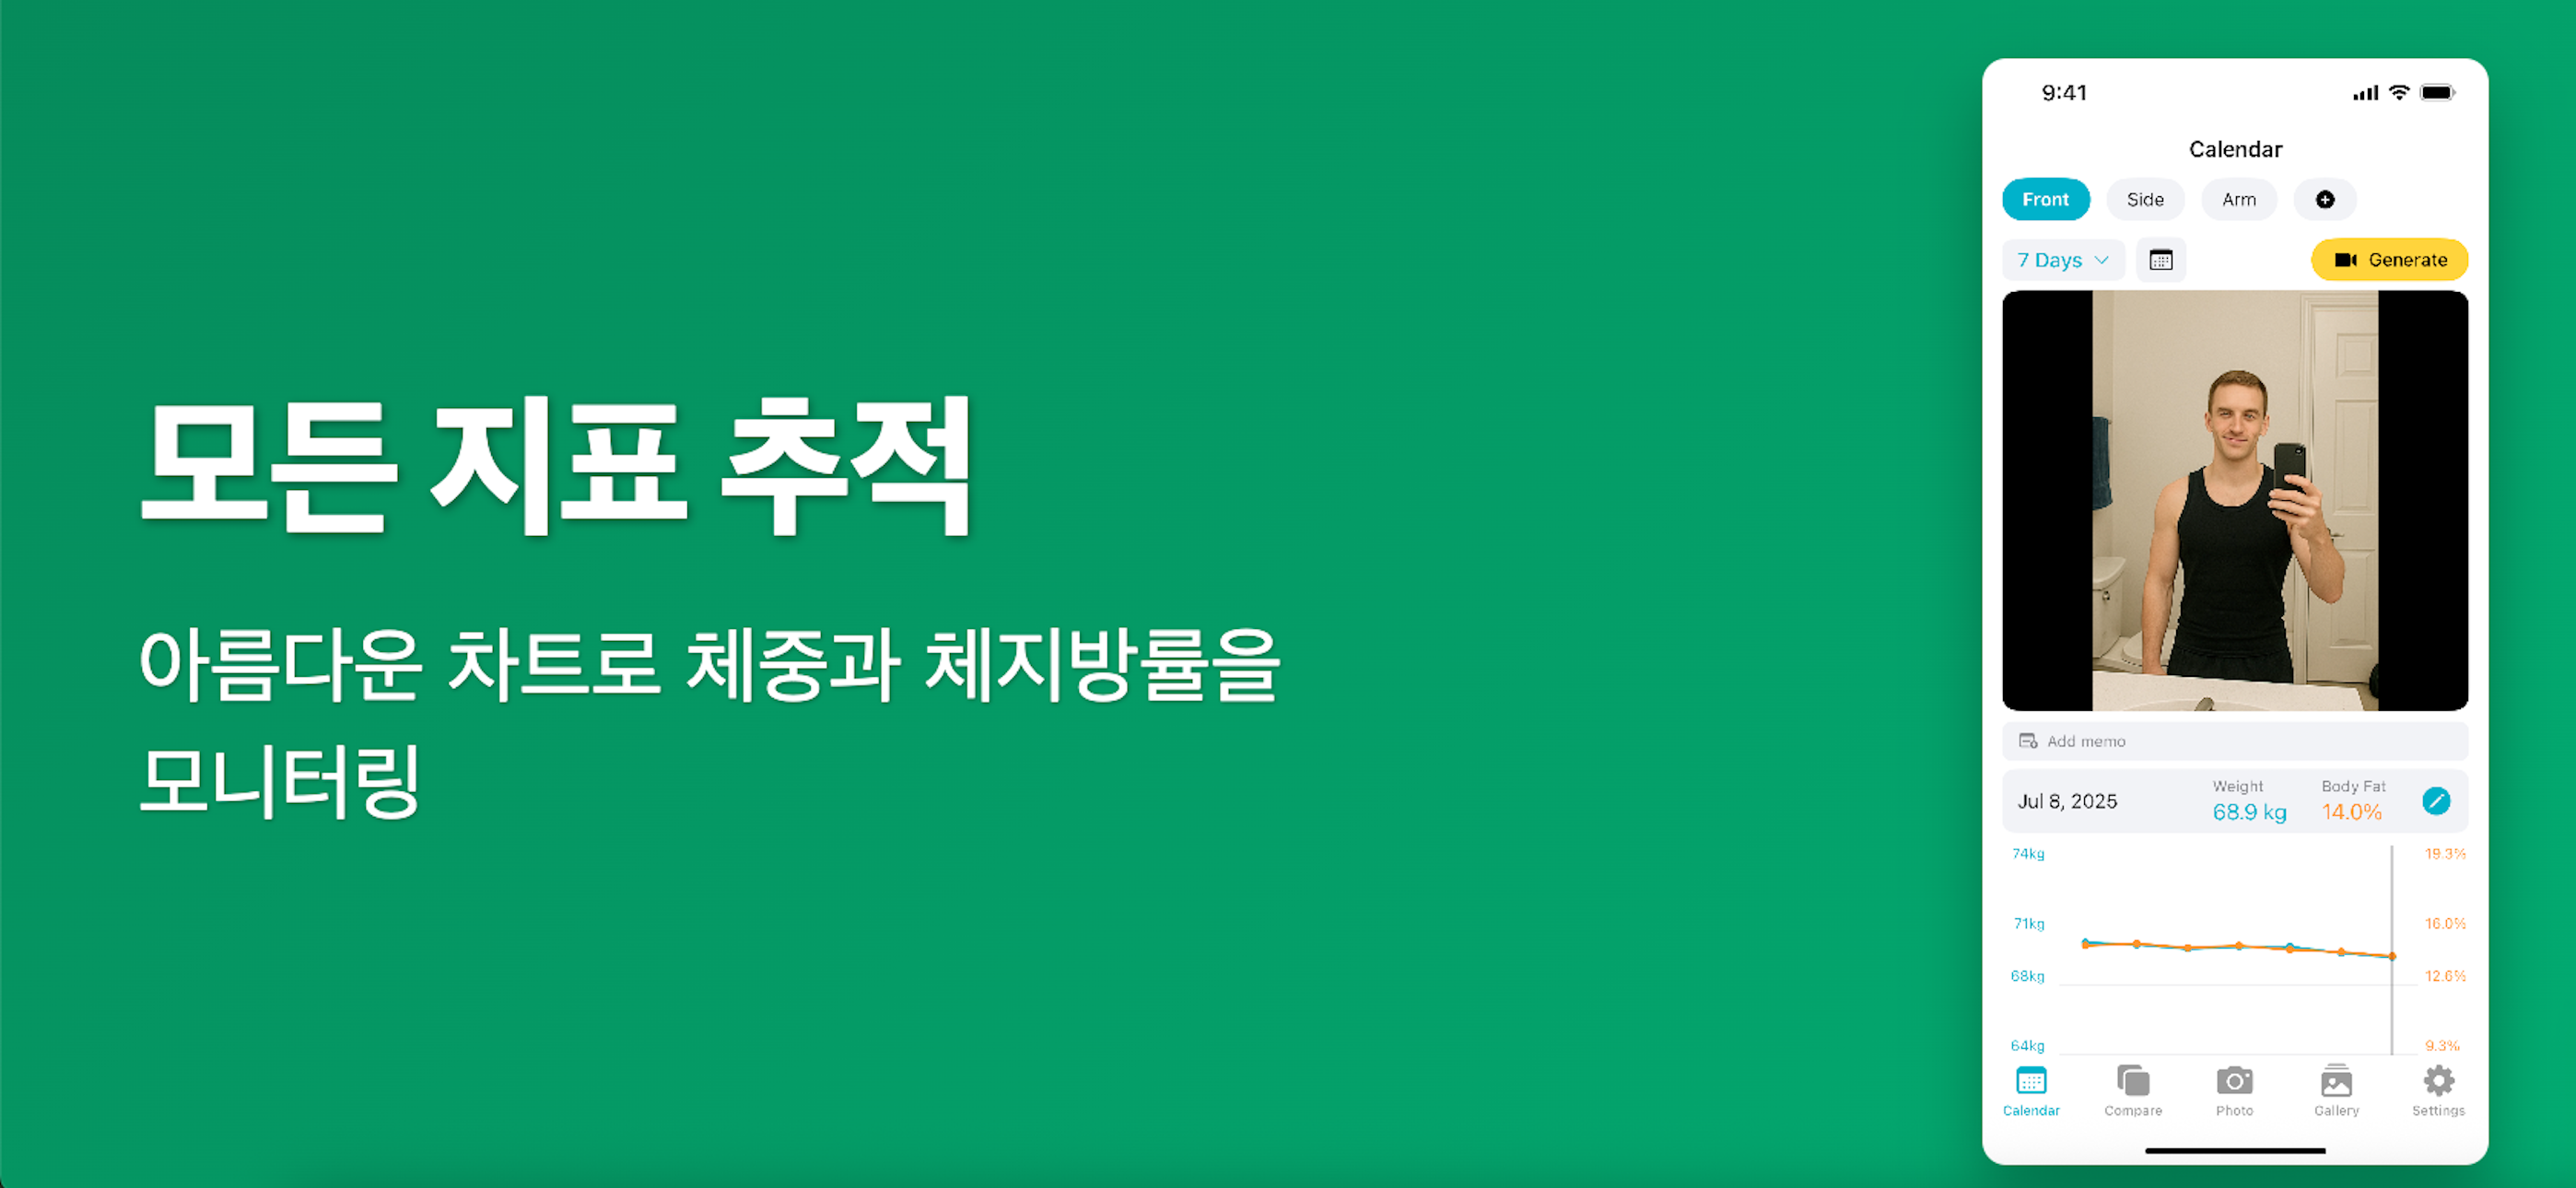 모든 지표 추적
아름다운 차트로 체중과 체지방률을
모니터링
9:41
Calendar
Front Side Arm
7 Days Generate
Add memo
Weight Body Fat
Jul 8, 2025 68.9 kg 14.0%
74kg 19.3%
71kg 16.0%
68kg 12.6%
64kg 9.3%
Calendar Compare Photo Gallery Settings